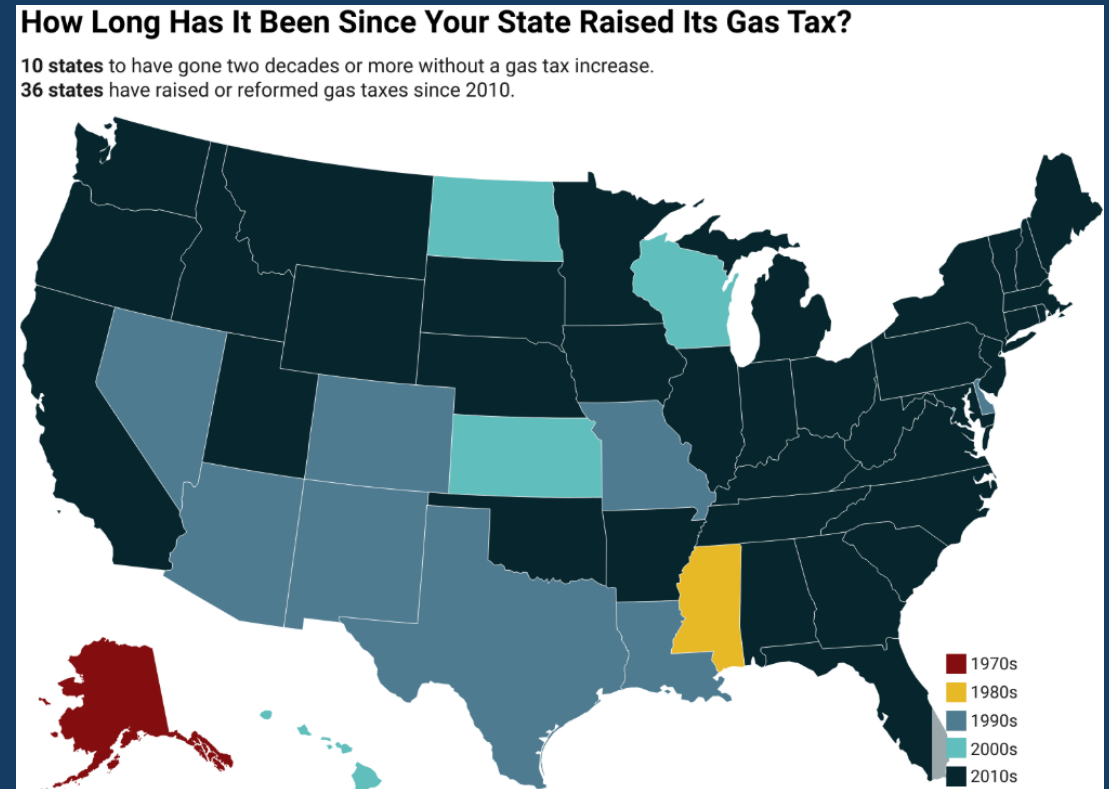 How Long Has It Been Since Your State Raised Its Gas Tax?
10 states to have gone two decades or more without a gas tax increase.
36 states have raised or reformed gas taxes since 2010.
1970s
1980s
1990s
2000s
2010s